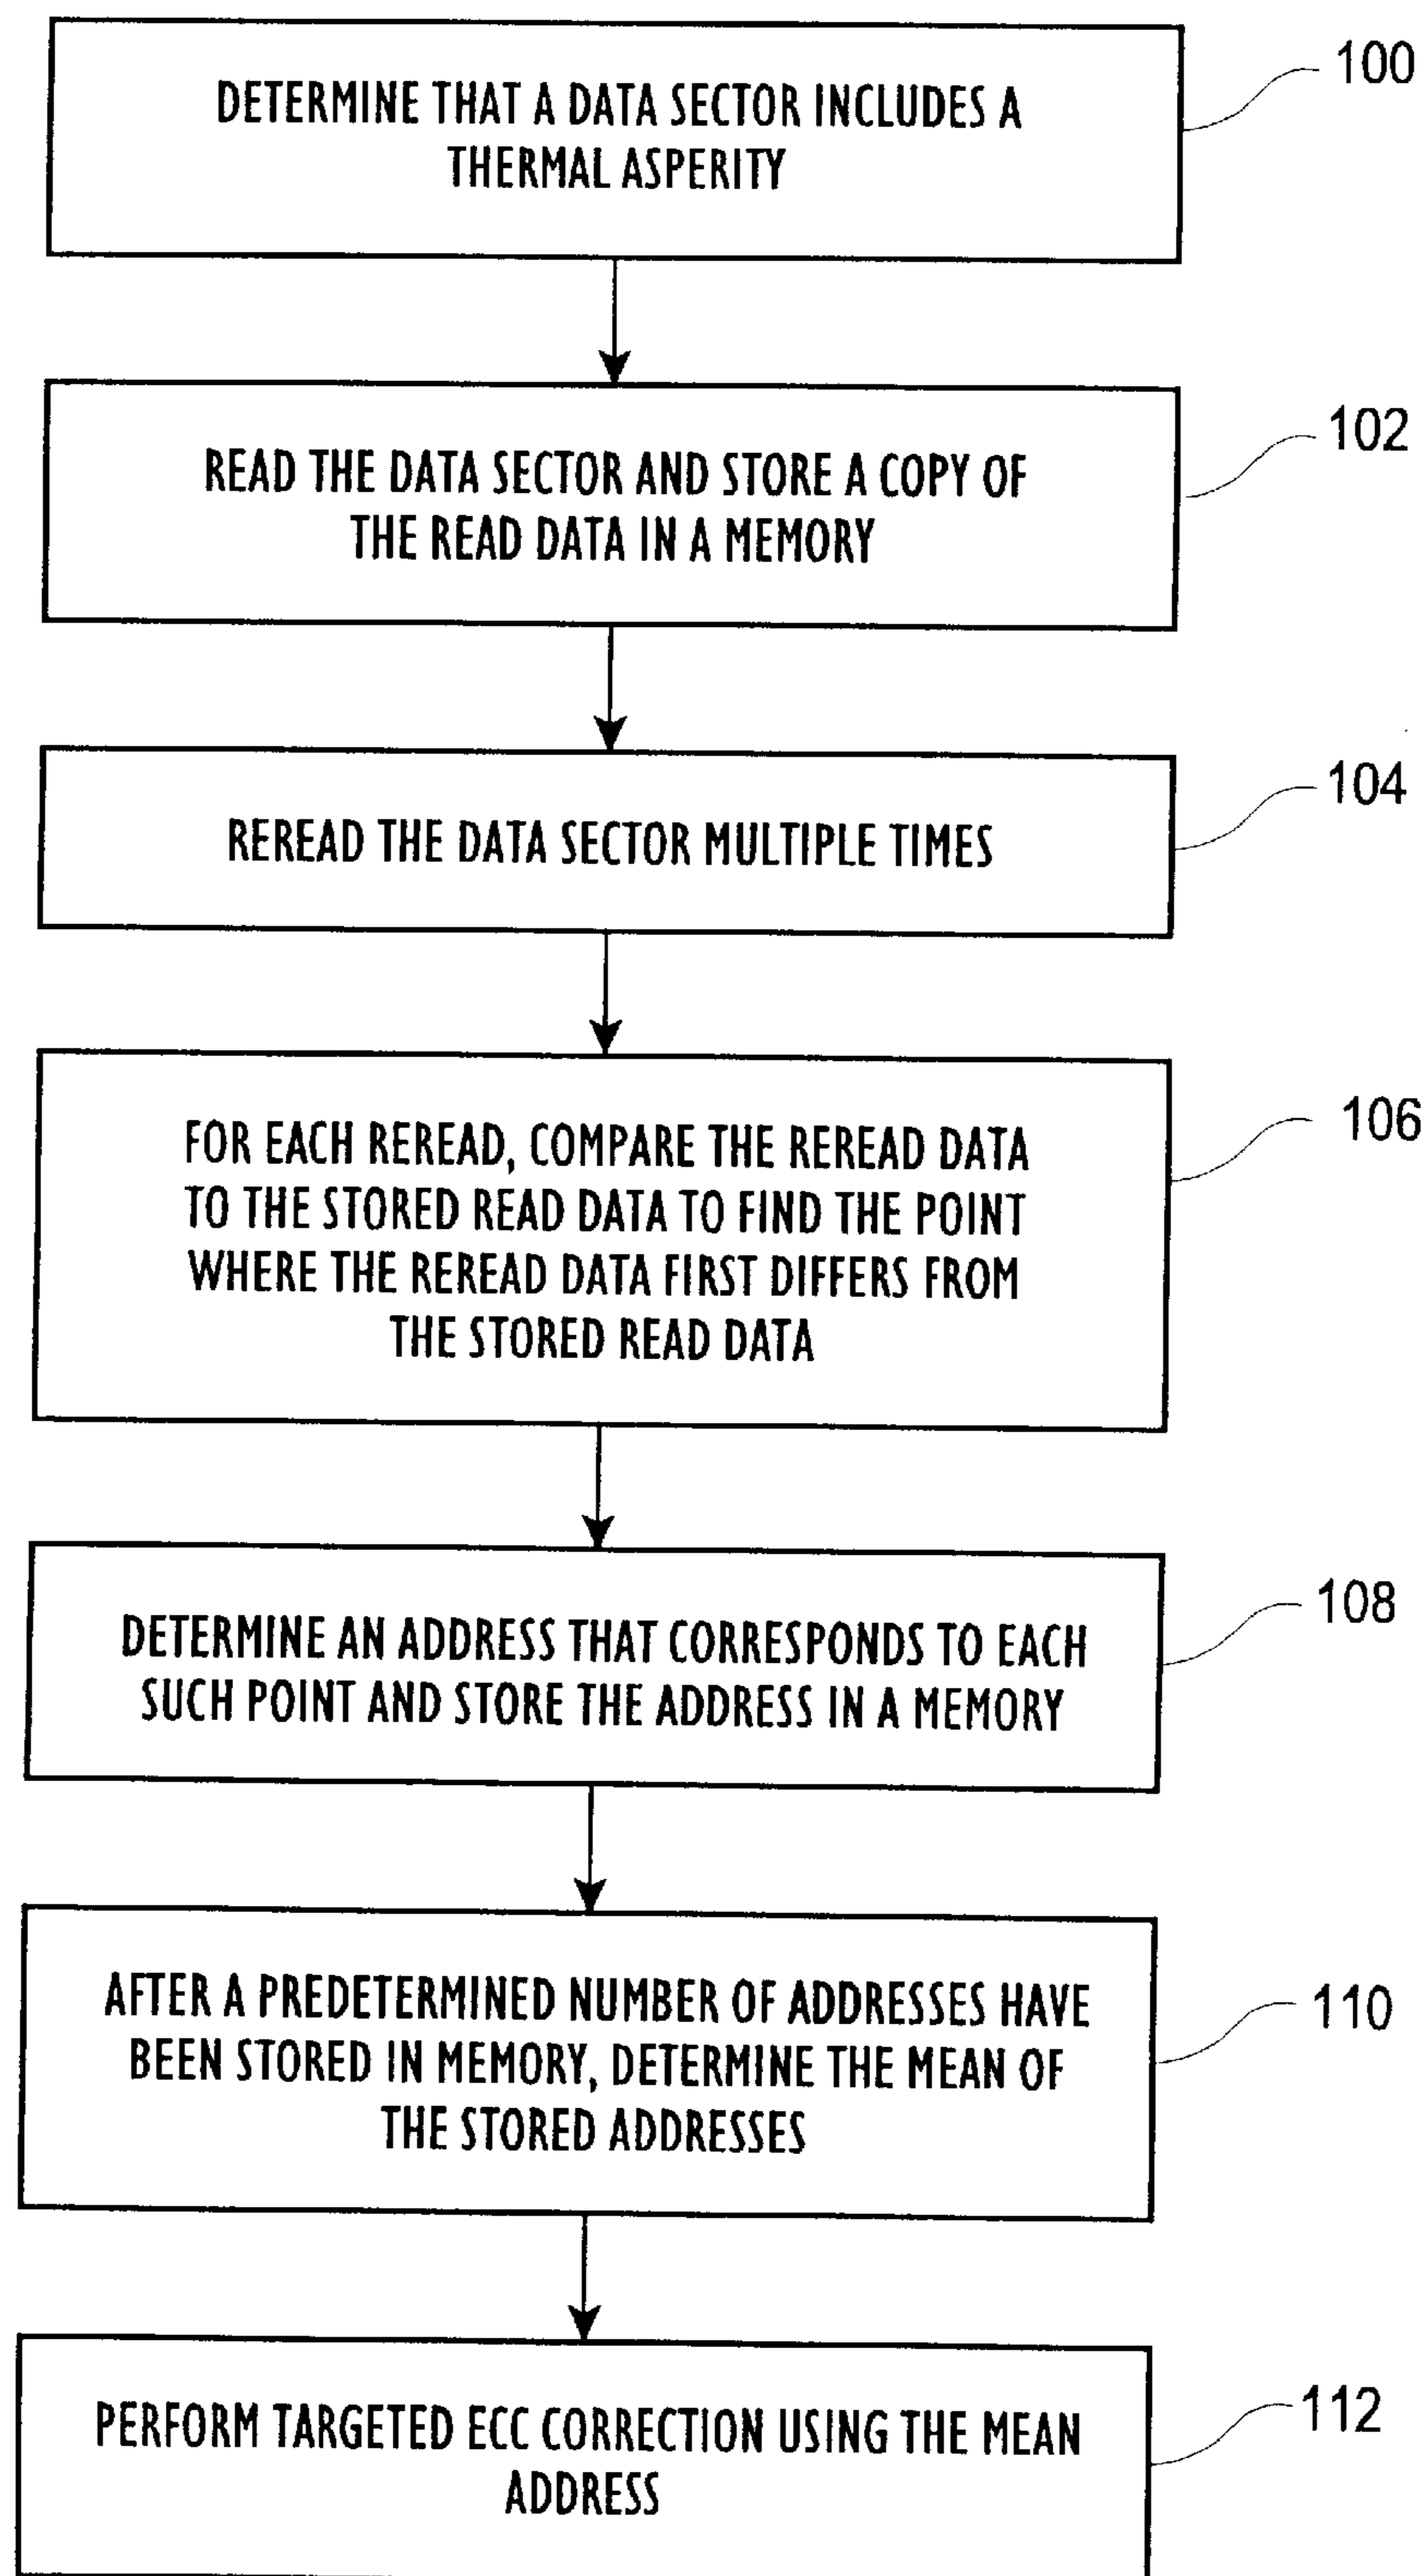 DETERMINE THAT A DATA SECTOR INCLUDES A
THERMAL ASPERITY
100
READ THE DATA SECTOR AND STORE A COPY OF
THE READ DATA IN A MEMORY
102
REREAD THE DATA SECTOR MULTIPLE TIMES
104
FOR EACH REREAD, COMPARE THE REREAD DATA
TO THE STORED READ DATA TO FIND THE POINT
WHERE THE REREAD DATA FIRST DIFFERS FROM
THE STORED READ DATA
106
DETERMINE AN ADDRESS THAT CORRESPONDS TO EACH
SUCH POINT AND STORE THE ADDRESS IN A MEMORY
108
AFTER A PREDETERMINED NUMBER OF ADDRESSES HAVE
BEEN STORED IN MEMORY, DETERMINE THE MEAN OF
THE STORED ADDRESSES
110
PERFORM TARGETED ECC CORRECTION USING THE MEAN
ADDRESS
112